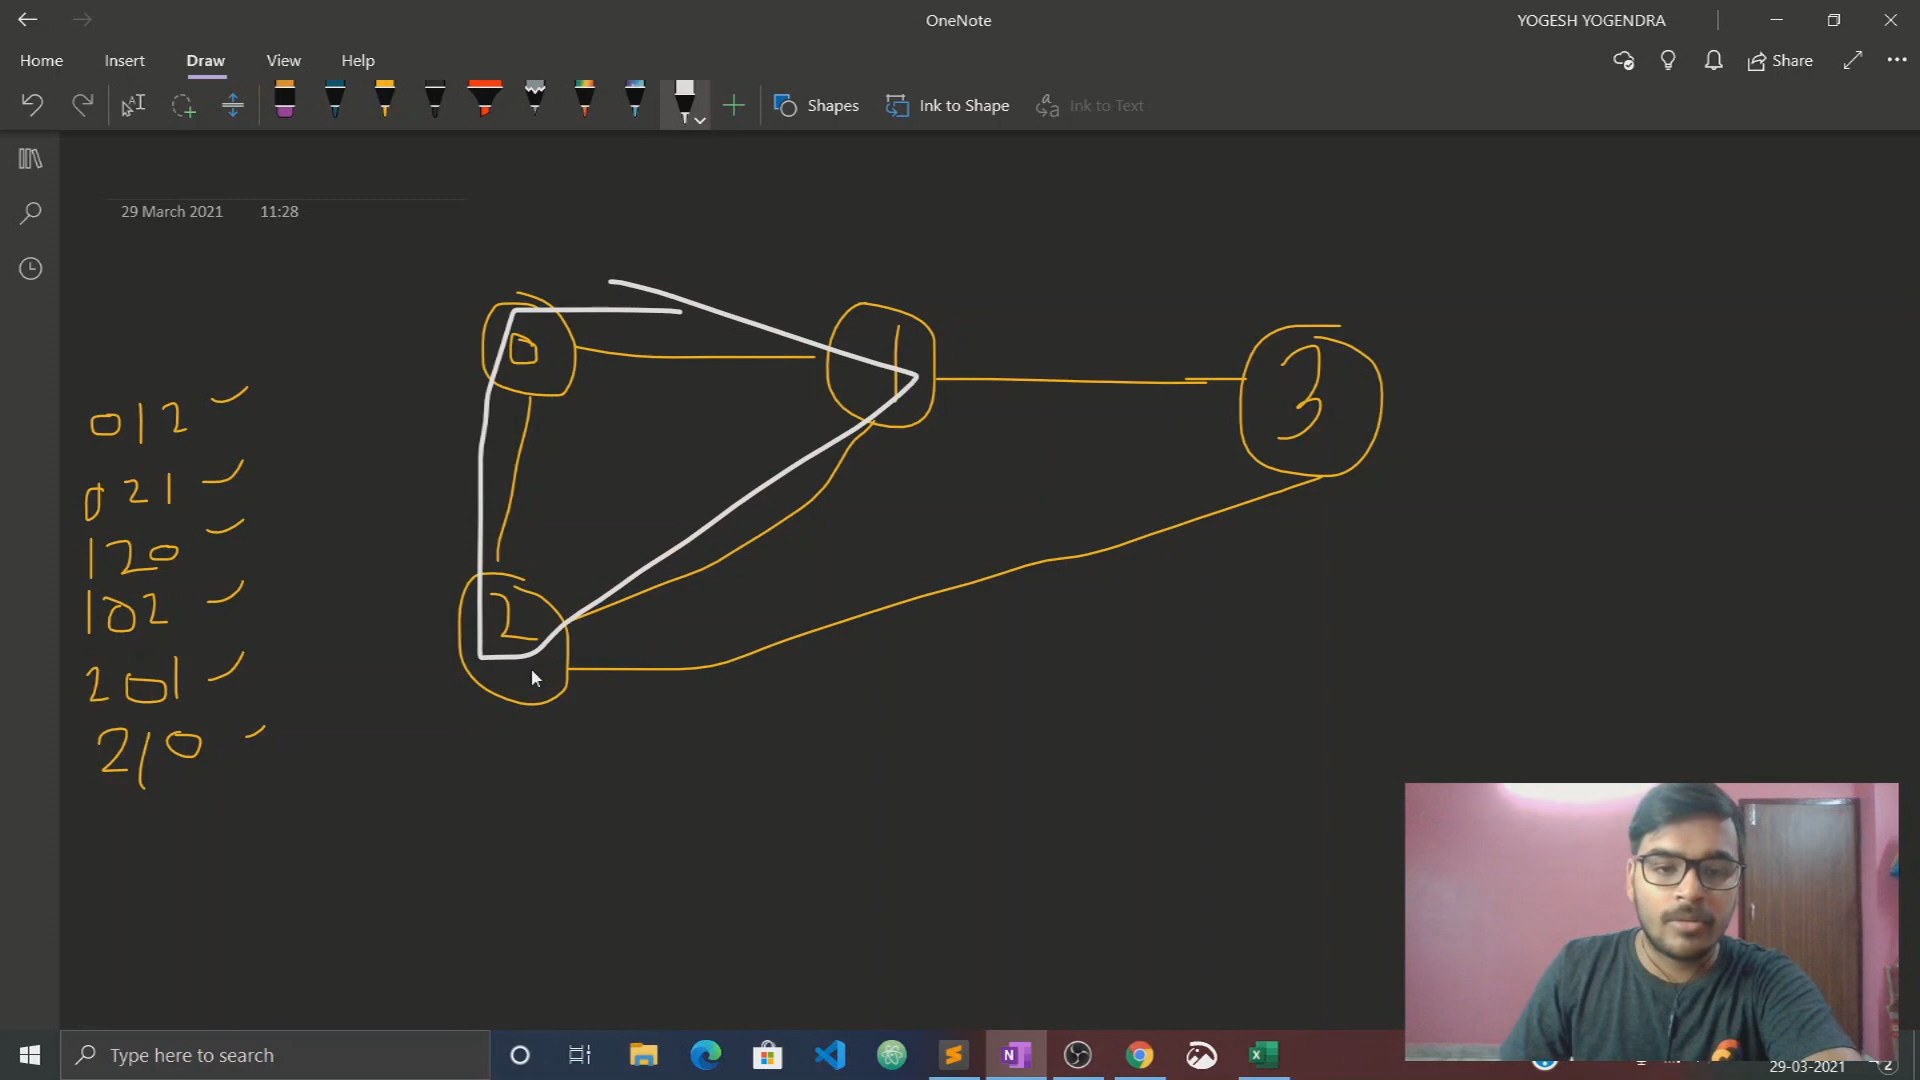 OneNote
YOGESH YOGENDRA
Home Insert Draw View Help
Share
Shapes
Ink to Shape
Ink to Text
29 March 2021 11:28
0
1
3
2
012
021
120
102
201
210
Type here to search
29-03-2021
2